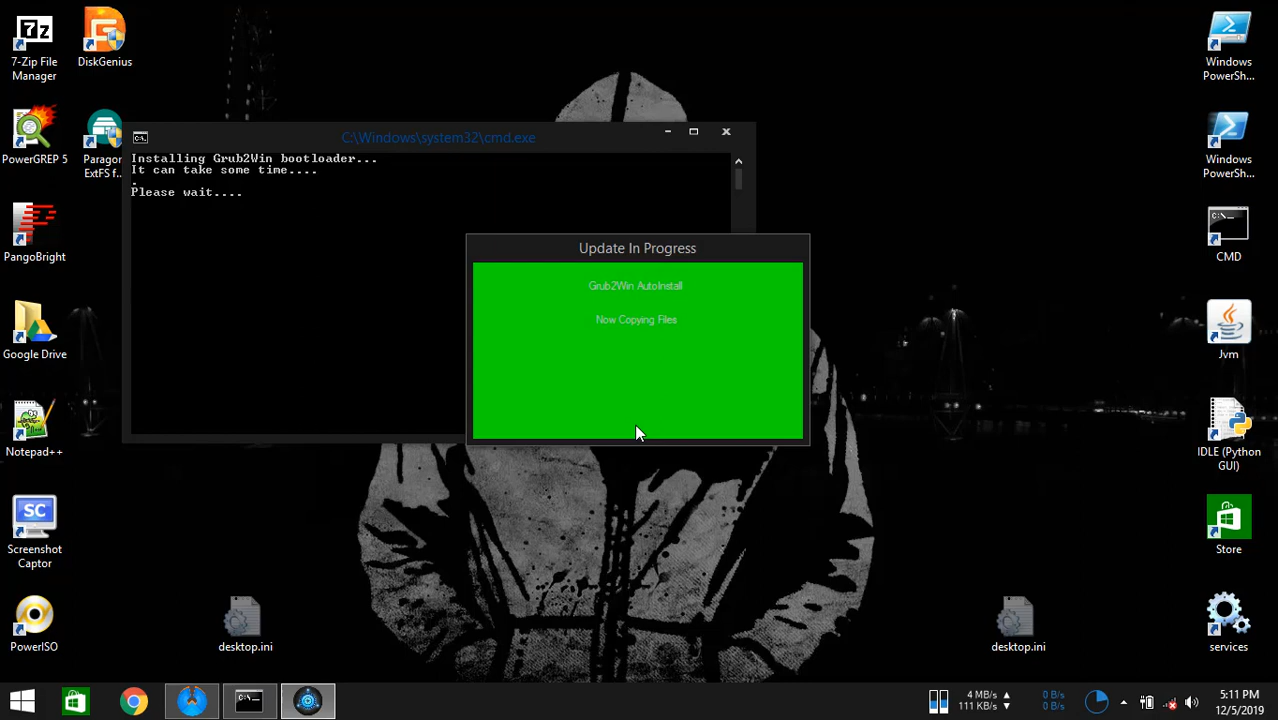 7z
7-Zip File
Manager
DiskGenius
PowerGREP 5
Paragon
ExtFS f...
PangoBright
Google Drive
Notepad++
SC
Screenshot
Captor
PowerISO
desktop.ini
C:\.
C:\Windows\system32\cmd.exe
Installing Grub2Win bootloader...
It can take some time....
.
Please wait....
Update In Progress
Grub2Win AutoInstall
Now Copying Files
desktop.ini
Windows
PowerSh...
Windows
PowerSh...
CMD
Jvm
IDLE (Python
GUI)
Store
services
4 MB/s
111 KB/s
0 B/s
0 B/s
5:11 PM
12/5/2019